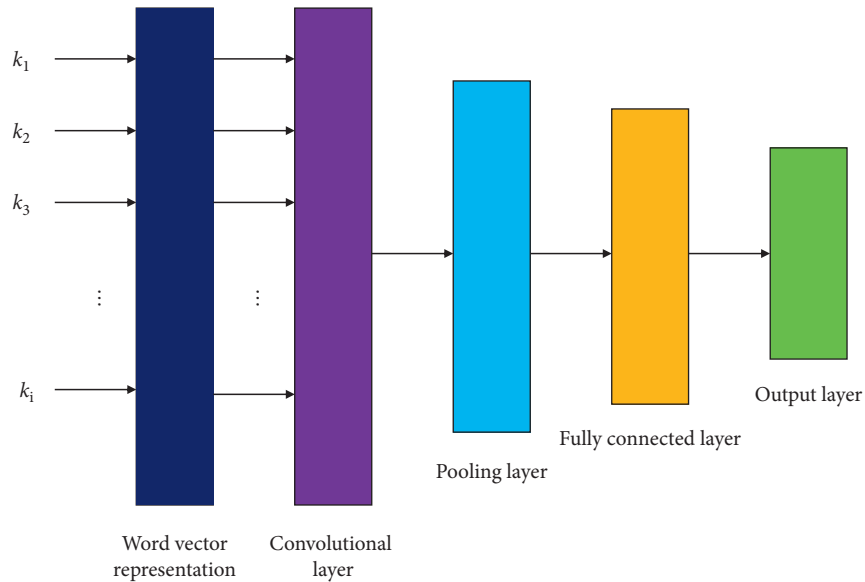 k1
k2
k3
⋮
⋮
ki
Word vector
representation
Convolutional
layer
Pooling layer
Fully connected layer
Output layer